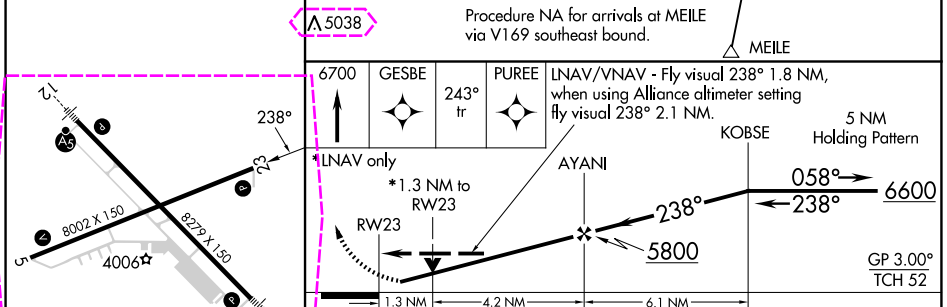 5038
Procedure NA for arrivals at MEILE
via V169 southeast bound.
MEILE
6700
GESBE
243°
tr
PUREE
LNAV/VNAV - Fly visual 238° 1.8 NM,
when using Alliance altimeter setting
fly visual 238° 2.1 NM.
KOBSE
5 NM
Holding Pattern
*LNAV only
*1.3 NM to
RW23
RW23
AYANI
058°
238°
6600
238°
5800
GP 3.00°
TCH 52
1.3 NM
4.2 NM
6.1 NM
12
A5
P
238°
23
P
8002 X 150
8279 X 150
V
5
4006
P